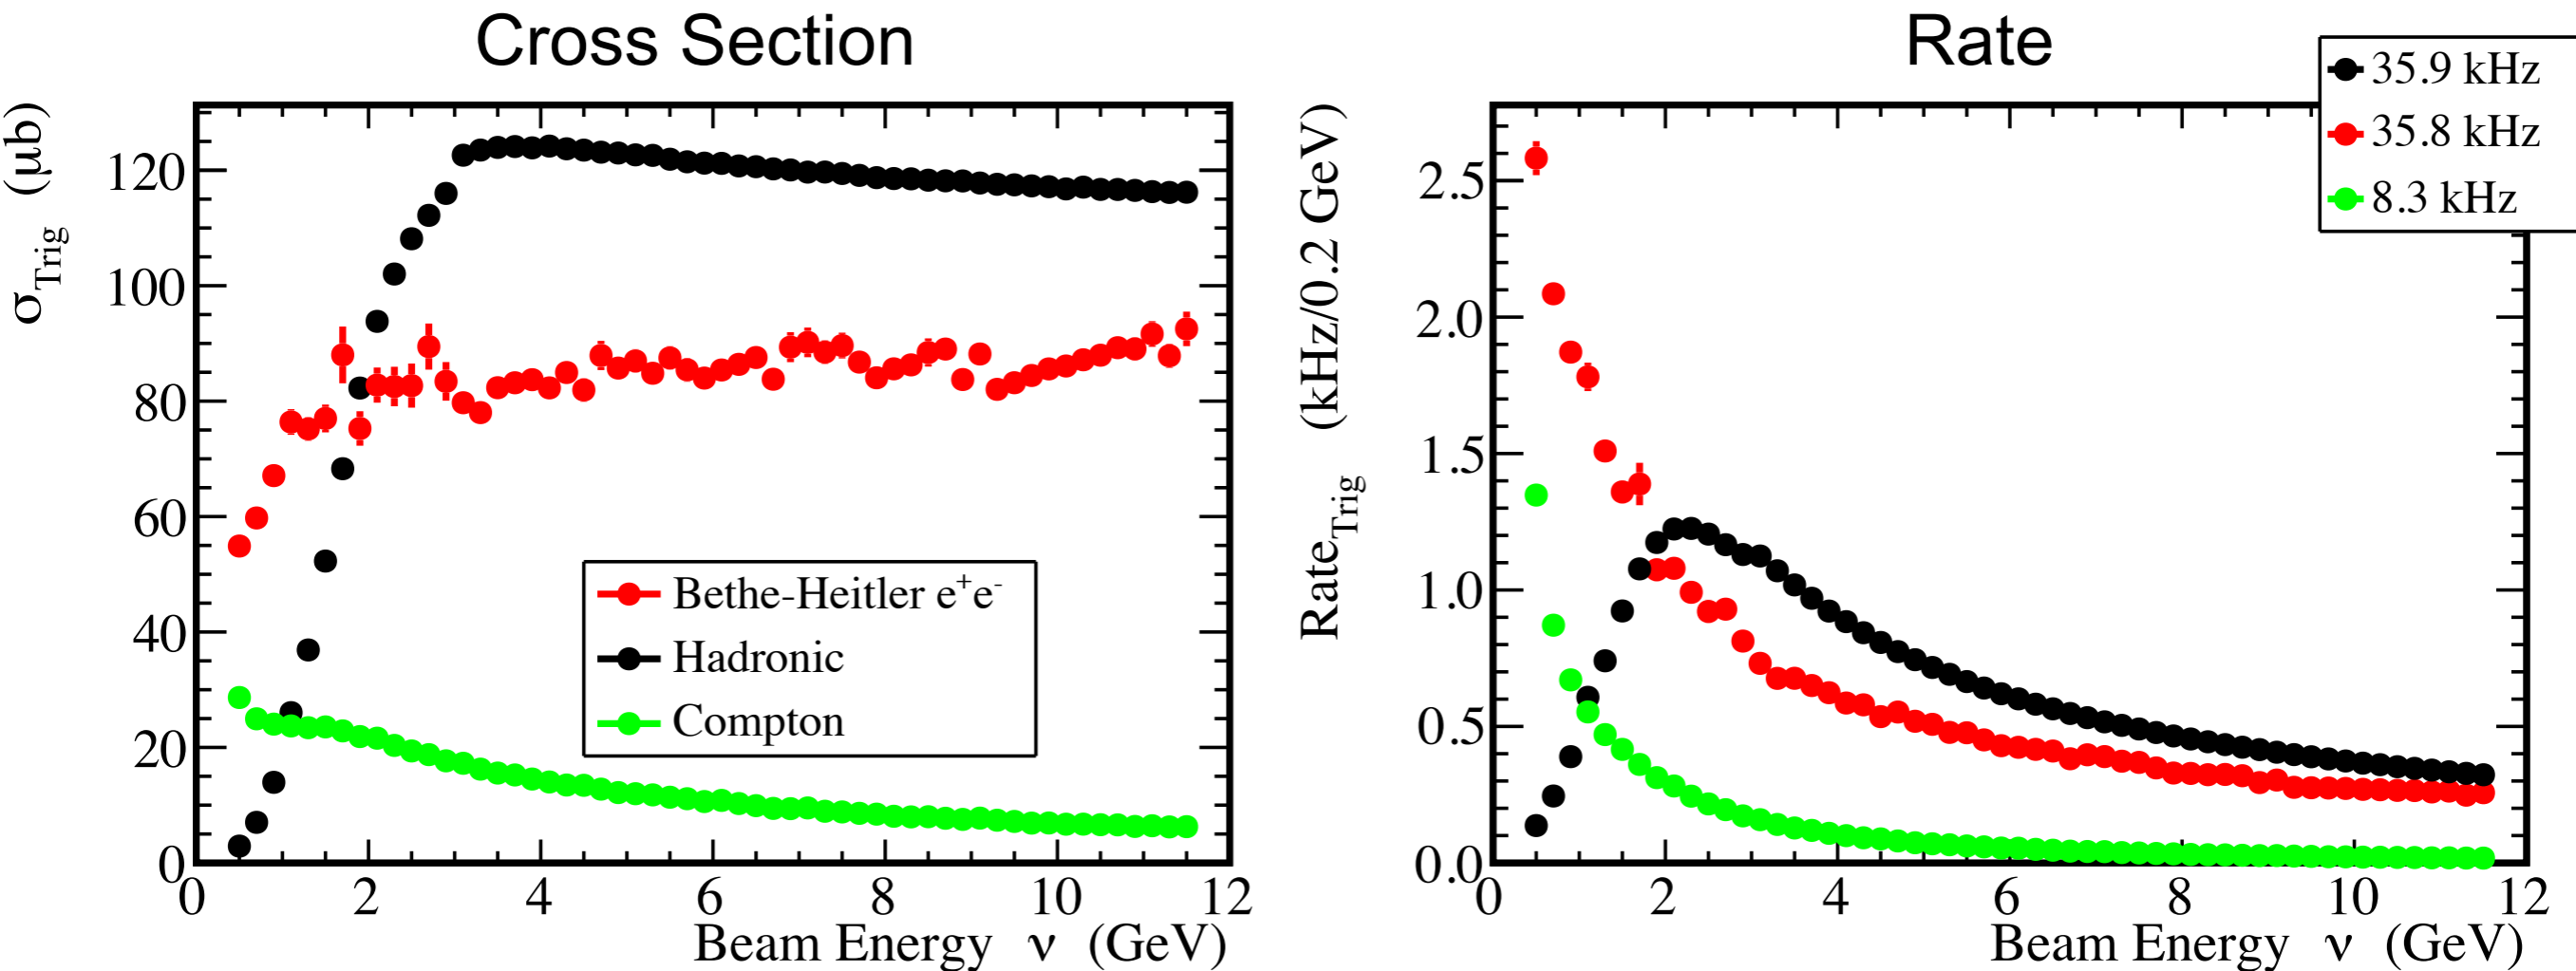 Cross Section
σTrig (μb)
120
100
80
60
40
20
0
0 2 4 6 8 10 12
Beam Energy ν (GeV)
Bethe-Heitler e+e-
Hadronic
Compton
Rate
RateTrig (kHz/0.2 GeV)
2.5
2.0
1.5
1.0
0.5
0.0
0 2 4 6 8 10 12
Beam Energy ν (GeV)
35.9 kHz
35.8 kHz
8.3 kHz